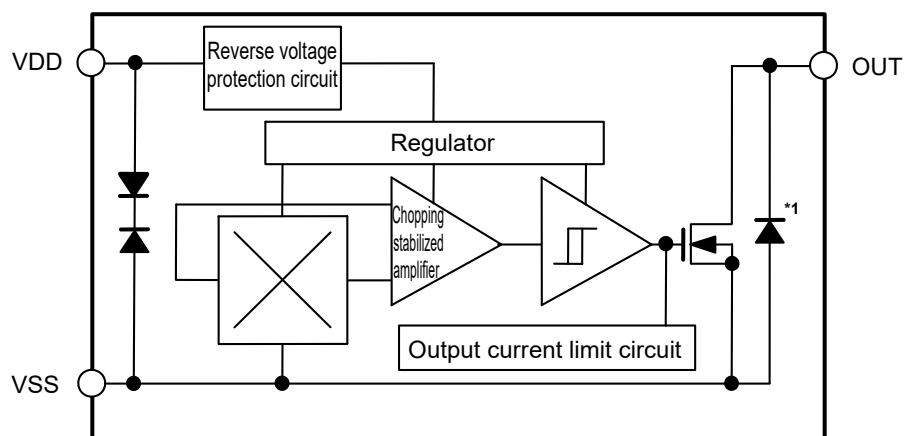 VDD
Reverse voltage
protection circuit
OUT
Regulator
Chopping
stabilized
amplifier
*1
Output current limit circuit
VSS